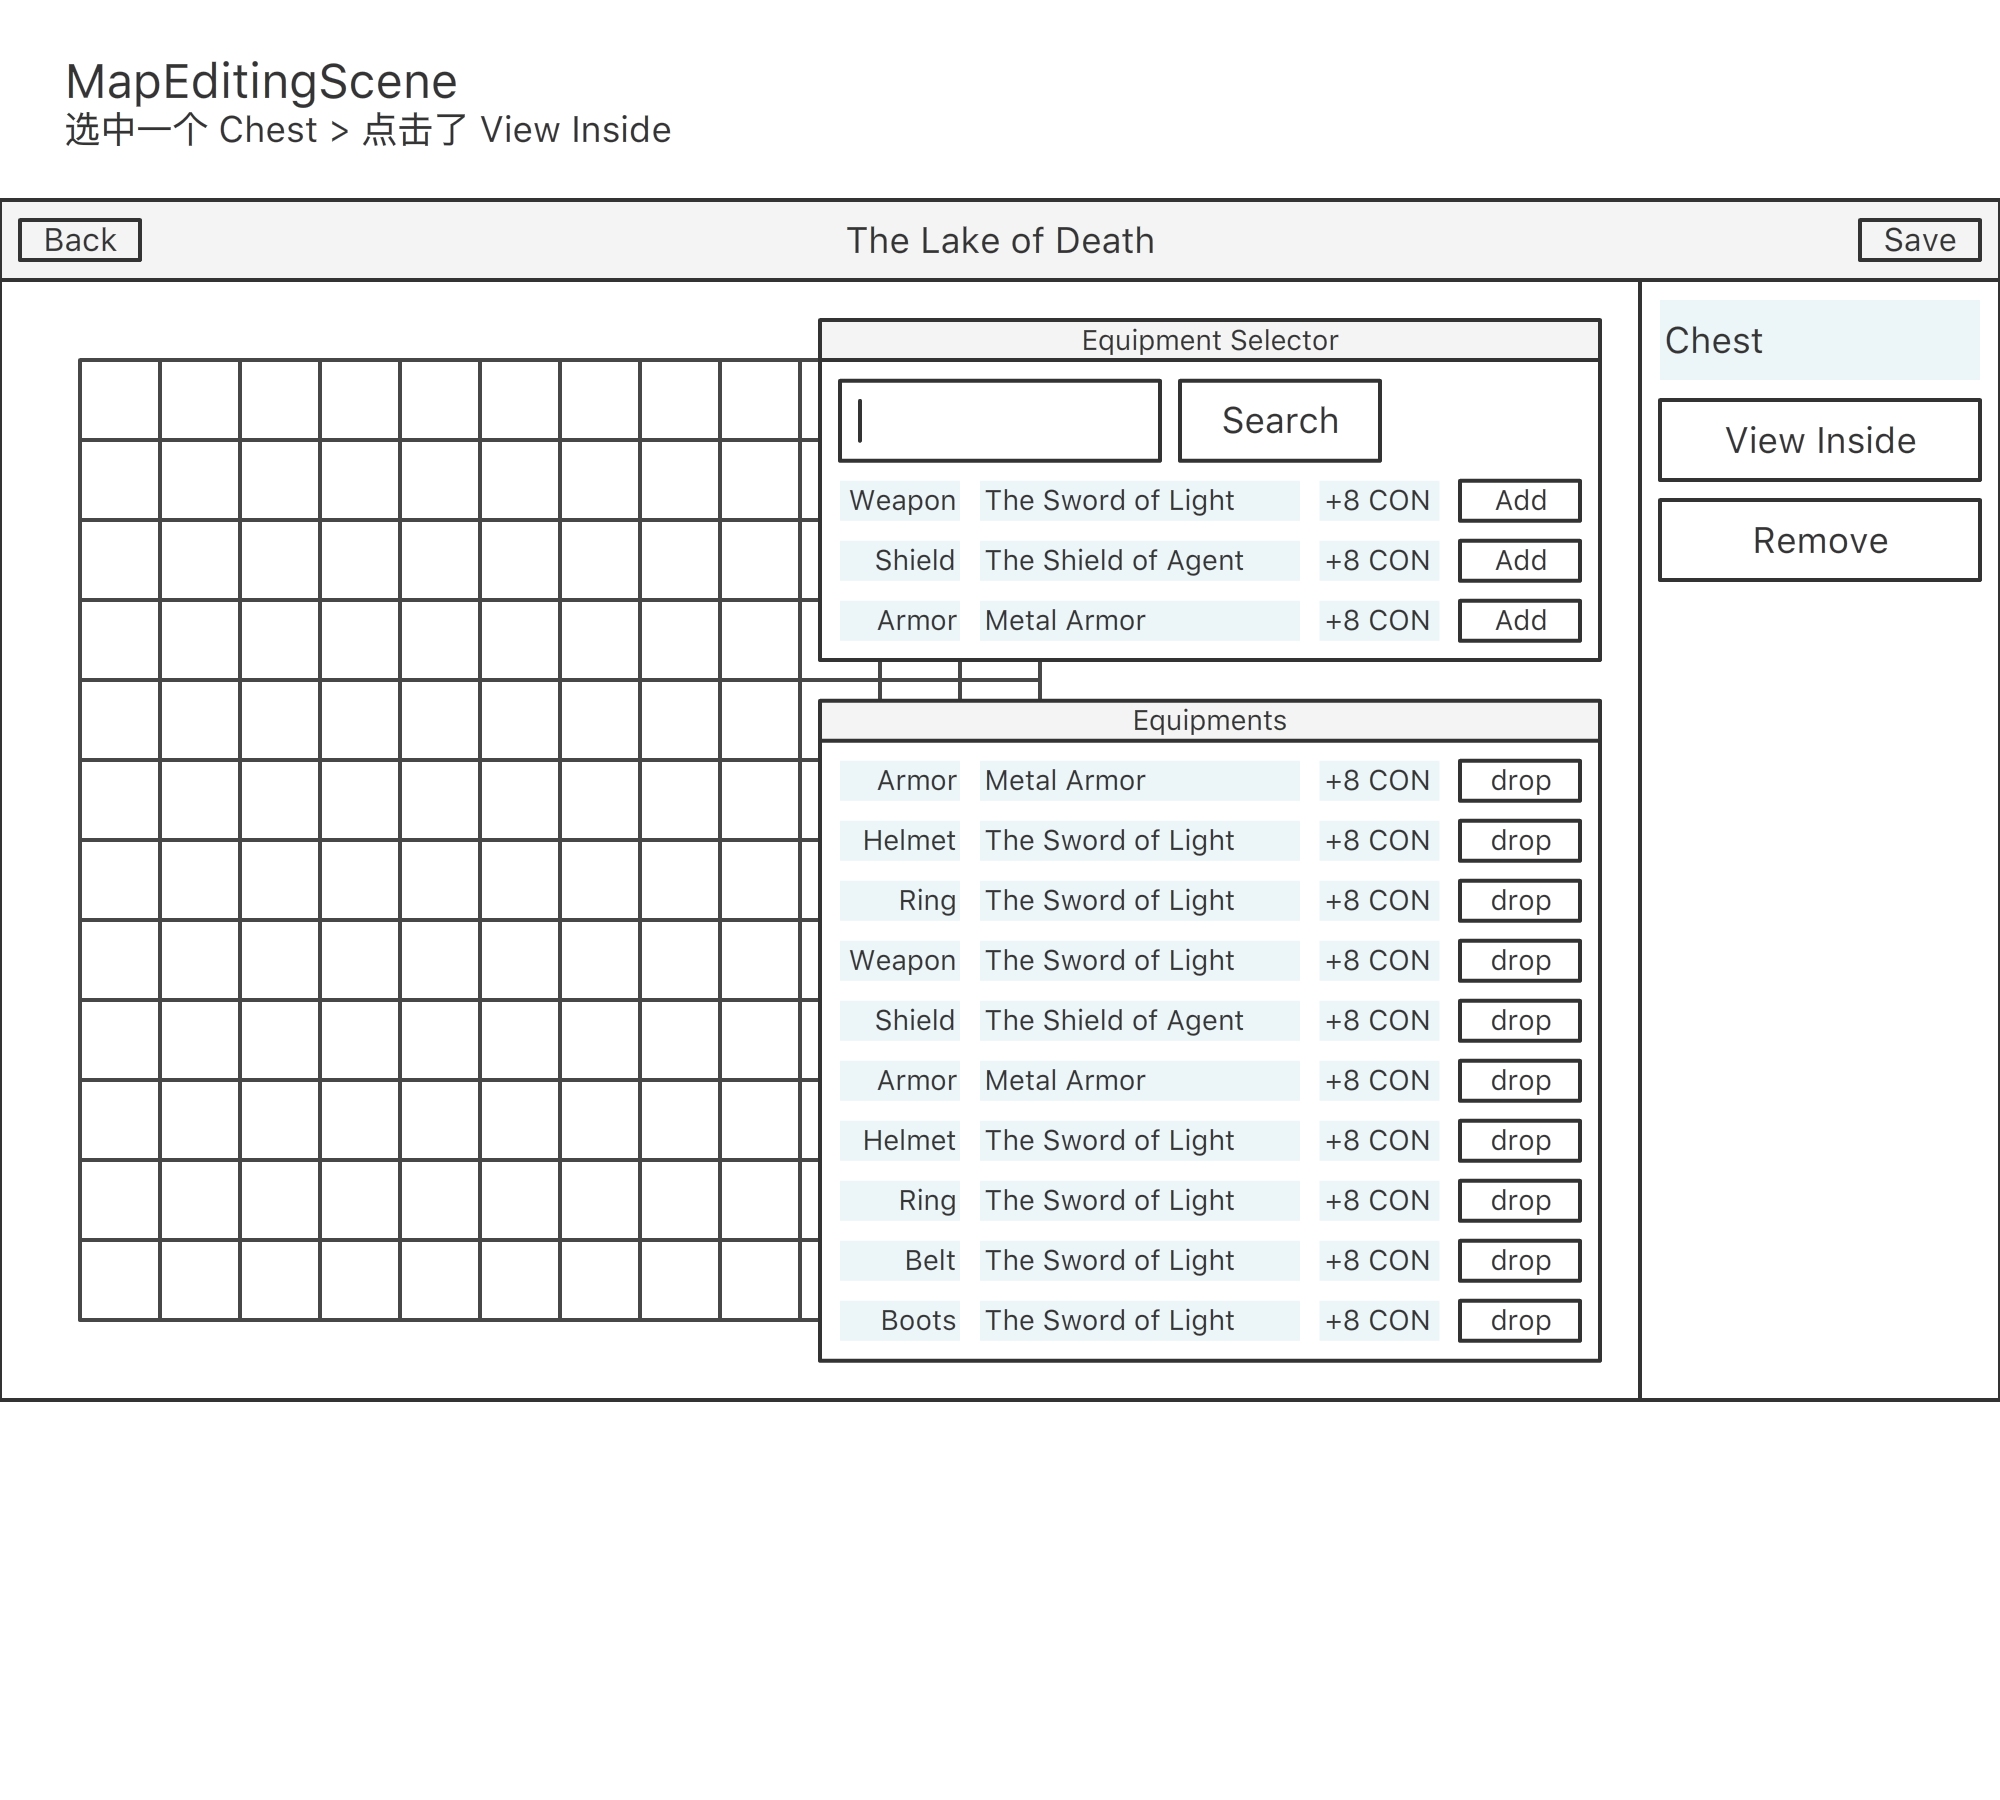 MapEditingScene
选中一个 Chest > 点击了 View Inside
Back The Lake of Death Save
Equipment Selector
Search
Weapon The Sword of Light +8 CON Add
Shield The Shield of Agent +8 CON Add
Armor Metal Armor +8 CON Add
Equipments
Armor Metal Armor +8 CON drop
Helmet The Sword of Light +8 CON drop
Ring The Sword of Light +8 CON drop
Weapon The Sword of Light +8 CON drop
Shield The Shield of Agent +8 CON drop
Armor Metal Armor +8 CON drop
Helmet The Sword of Light +8 CON drop
Ring The Sword of Light +8 CON drop
Belt The Sword of Light +8 CON drop
Boots The Sword of Light +8 CON drop
Chest
View Inside
Remove